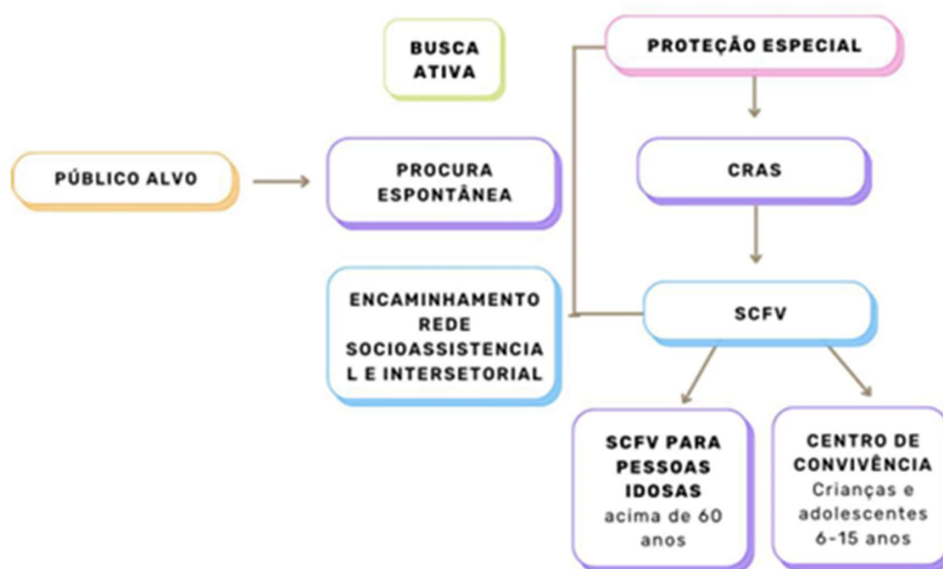 BUSCA
ATIVA
PROTEÇÃO ESPECIAL
PÚBLICO ALVO
PROCURA
ESPONTÂNEA
CRAS
ENCAMINHAMENTO
REDE
SOCIOASSISTENCIA
L E INTERSETORIAL
SCFV
SCFV PARA
PESSOAS
IDOSAS
acima de 60
anos
CENTRO DE
CONVIVÊNCIA
Crianças e
adolescentes
6-15 anos